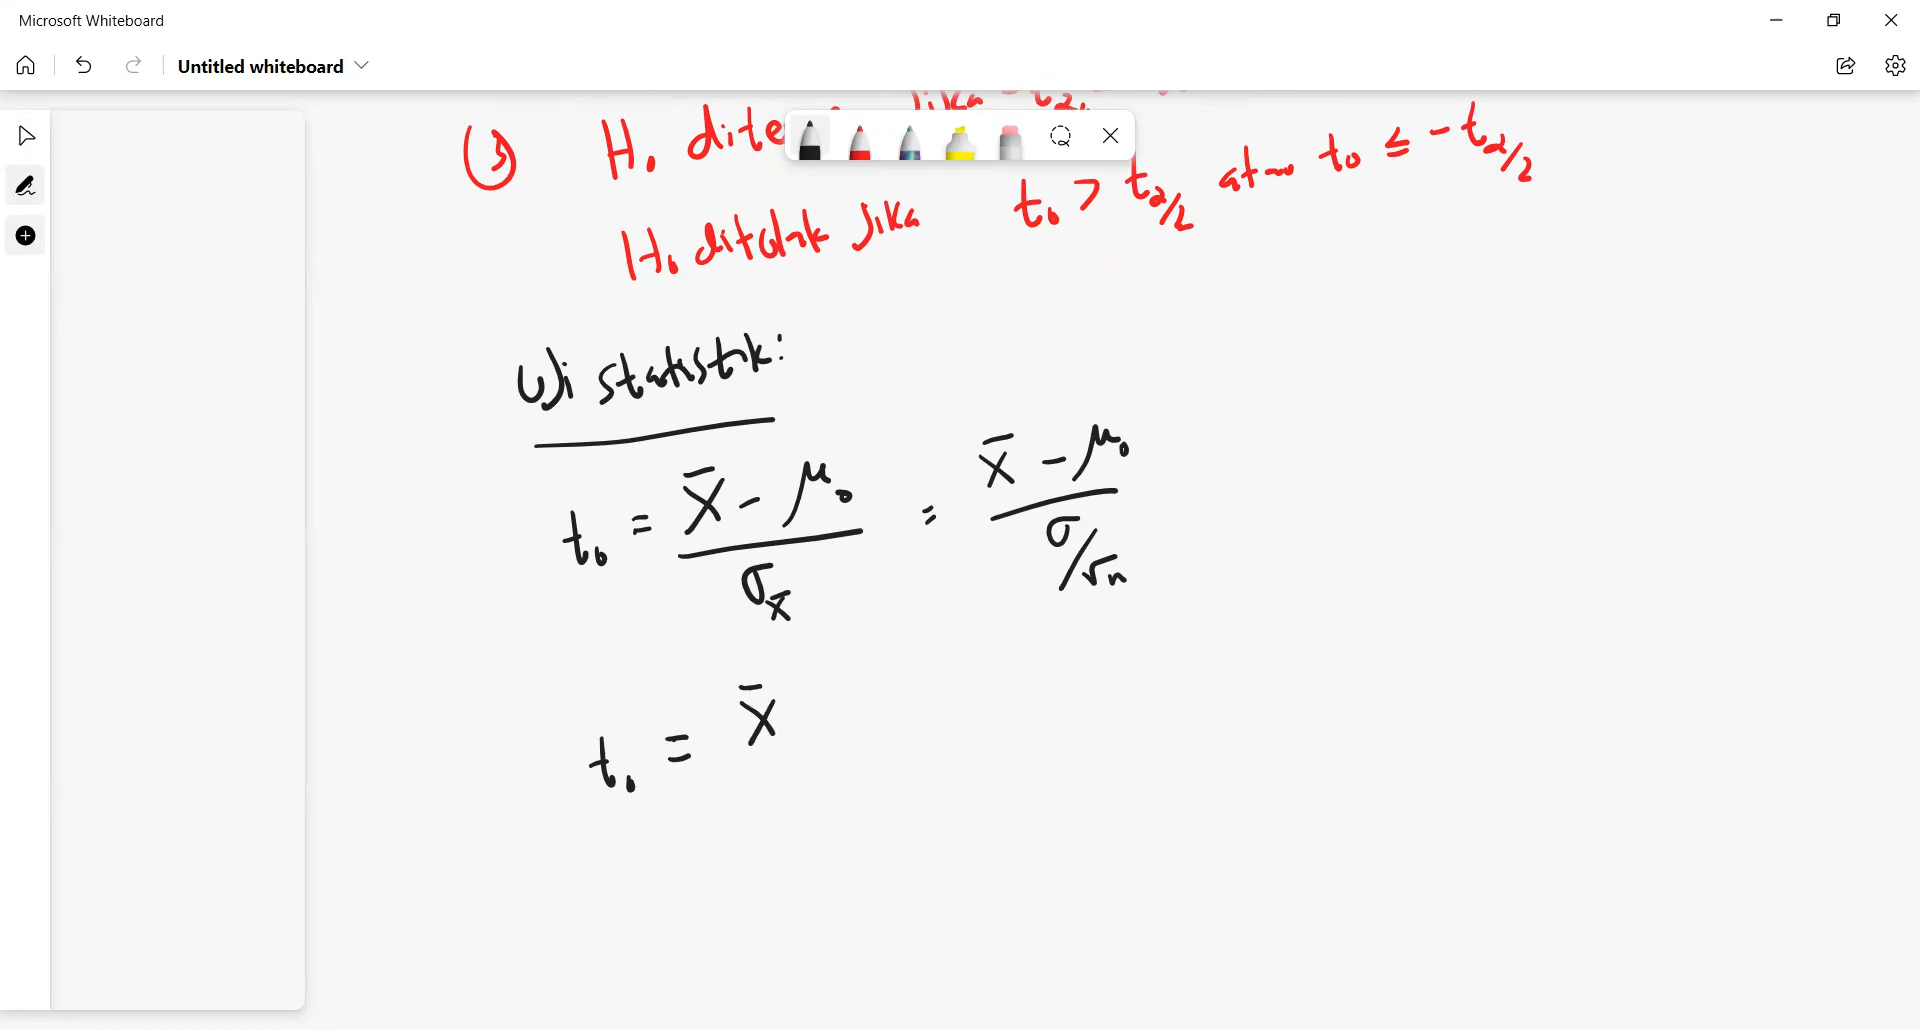 Microsoft Whiteboard
Untitled whiteboard
③ H₀ dite jika
H₀ ditolak jika t₀ > t_{α/2} atau t₀ ≤ -t_{α/2}
Uji statistik:
t₀ = (X̄ - μ₀) / σ_X̄ = (X̄ - μ₀) / (σ/√n)
t₀ = X̄